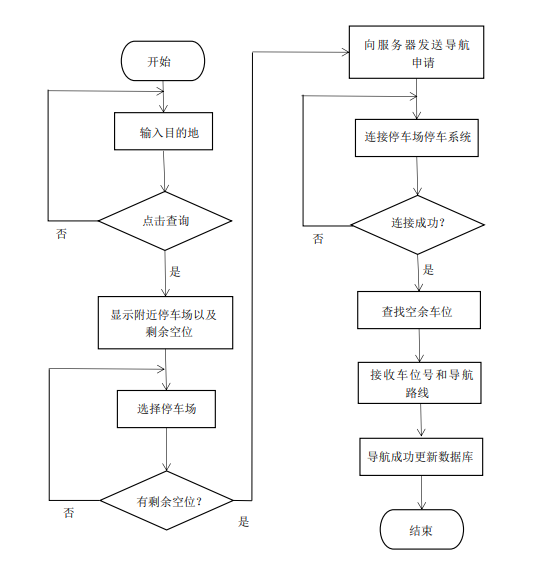 开始
输入目的地
点击查询
否
是
显示附近停车场以及
剩余空位
选择停车场
有剩余空位？
否
是
向服务器发送导航
申请
连接停车场停车系统
连接成功？
否
是
查找空余车位
接收车位号和导航
路线
导航成功更新数据库
结束